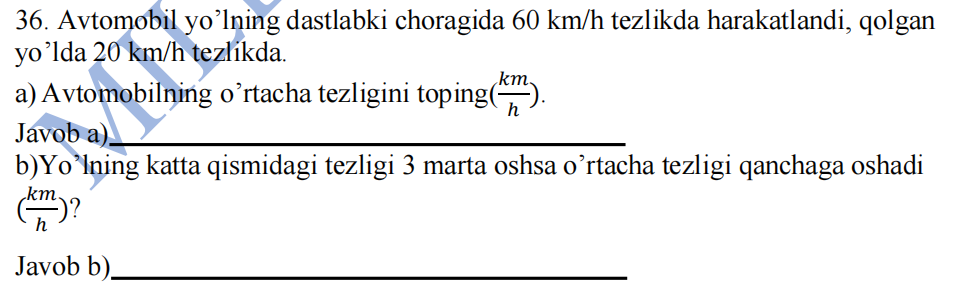 36. Avtomobil yo’lning dastlabki choragida 60 km/h tezlikda harakatlandi, qolgan
yo’lda 20 km/h tezlikda.
a) Avtomobilning o’rtacha tezligini toping(km/h).
Javob a)
b)Yo’lning katta qismidagi tezligi 3 marta oshsa o’rtacha tezligi qanchaga oshadi
(km/h)?
Javob b)